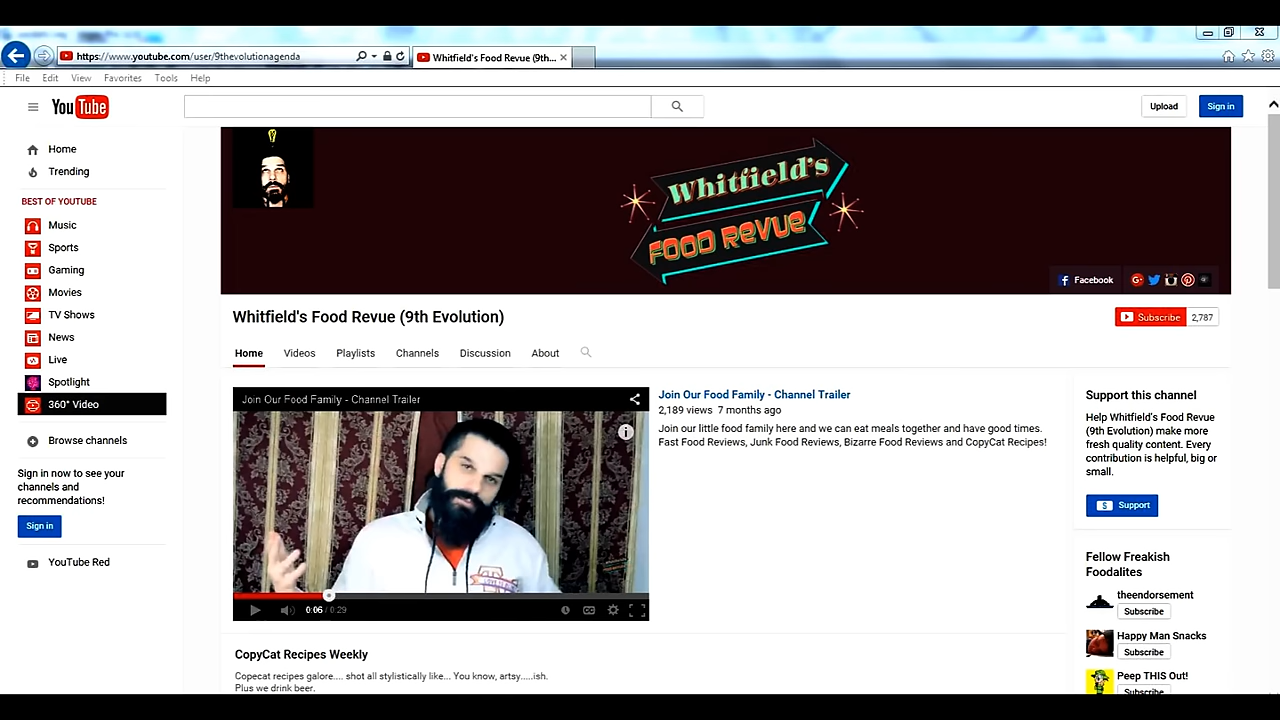 https://www.youtube.com/user/9thevolutionagenda
Whitfield's Food Revue (9th...
File Edit View Favorites Tools Help
YouTube
Upload
Sign in
Home
Trending
BEST OF YOUTUBE
Music
Sports
Gaming
Movies
TV Shows
News
Live
Spotlight
360° Video
Browse channels
Sign in now to see your
channels and
recommendations!
Sign in
YouTube Red
Whitfield's
FOOD REVUE
Facebook
Whitfield's Food Revue (9th Evolution)
Subscribe 2,787
Home Videos Playlists Channels Discussion About
Join Our Food Family - Channel Trailer
0:06 / 0:29
Join Our Food Family - Channel Trailer
2,189 views 7 months ago
Join our little food family here and we can eat meals together and have good times.
Fast Food Reviews, Junk Food Reviews, Bizarre Food Reviews and CopyCat Recipes!
CopyCat Recipes Weekly
Copecat recipes galore.... shot all stylistically like... You know, artsy.....ish.
Plus we drink beer.
Support this channel
Help Whitfield's Food Revue
(9th Evolution) make more
fresh quality content. Every
contribution is helpful, big or
small.
S Support
Fellow Freakish
Foodalites
theendorsement
Subscribe
Happy Man Snacks
Subscribe
Peep THIS Out!
Subscribe